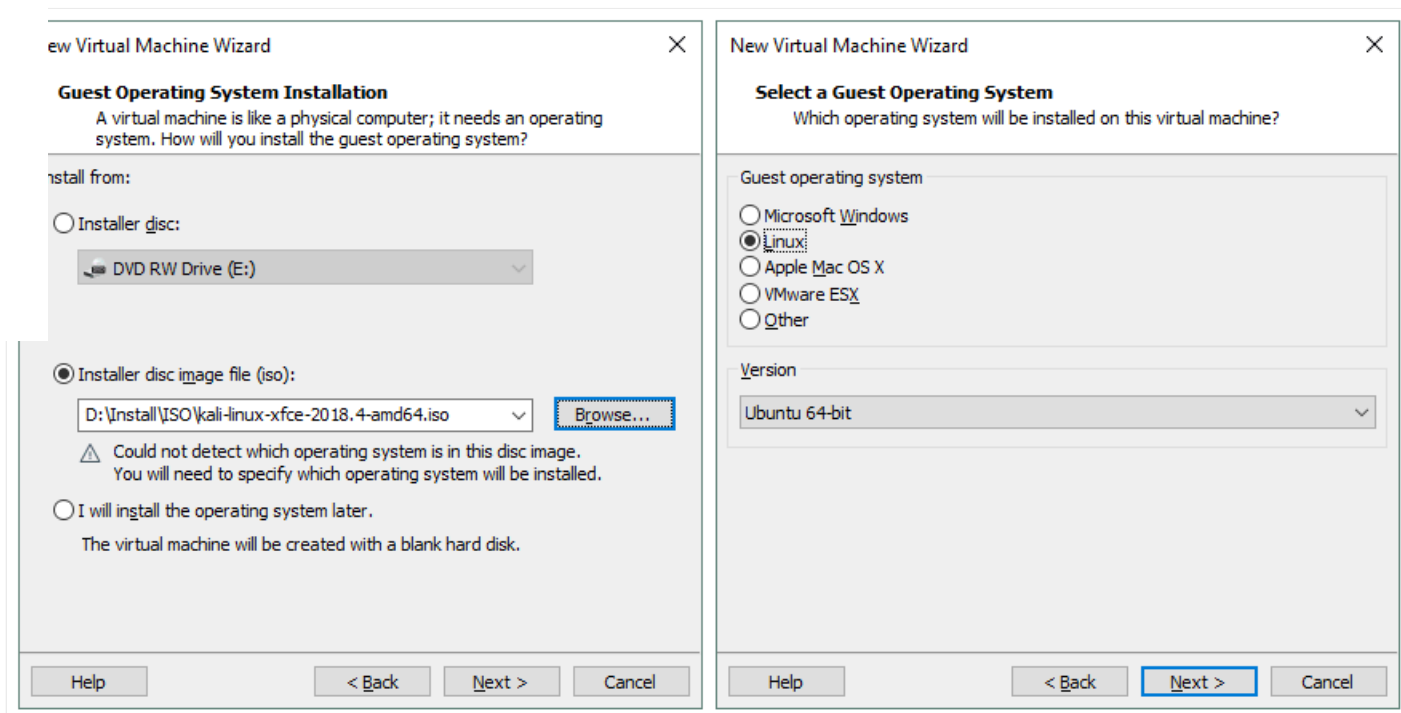 ew Virtual Machine Wizard
Guest Operating System Installation
A virtual machine is like a physical computer; it needs an operating
system. How will you install the guest operating system?
nstall from:
Installer disc:
DVD RW Drive (E:)
Installer disc image file (iso):
D:\Install\ISO\kali-linux-xfce-2018.4-amd64.iso
Browse...
Could not detect which operating system is in this disc image.
You will need to specify which operating system will be installed.
I will install the operating system later.
The virtual machine will be created with a blank hard disk.
Help
< Back
Next >
Cancel
New Virtual Machine Wizard
Select a Guest Operating System
Which operating system will be installed on this virtual machine?
Guest operating system
Microsoft Windows
Linux
Apple Mac OS X
VMware ESX
Other
Version
Ubuntu 64-bit
Help
< Back
Next >
Cancel